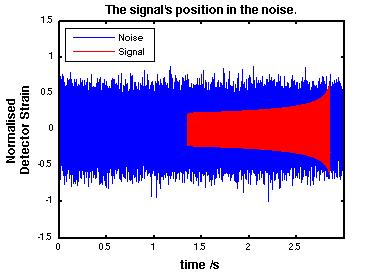 The signal's position in the noise.
Noise
Signal
1.5
1
0.5
0
-0.5
-1
-1.5
Normalised
Detector Strain
0 0.5 1 1.5 2 2.5
time /s